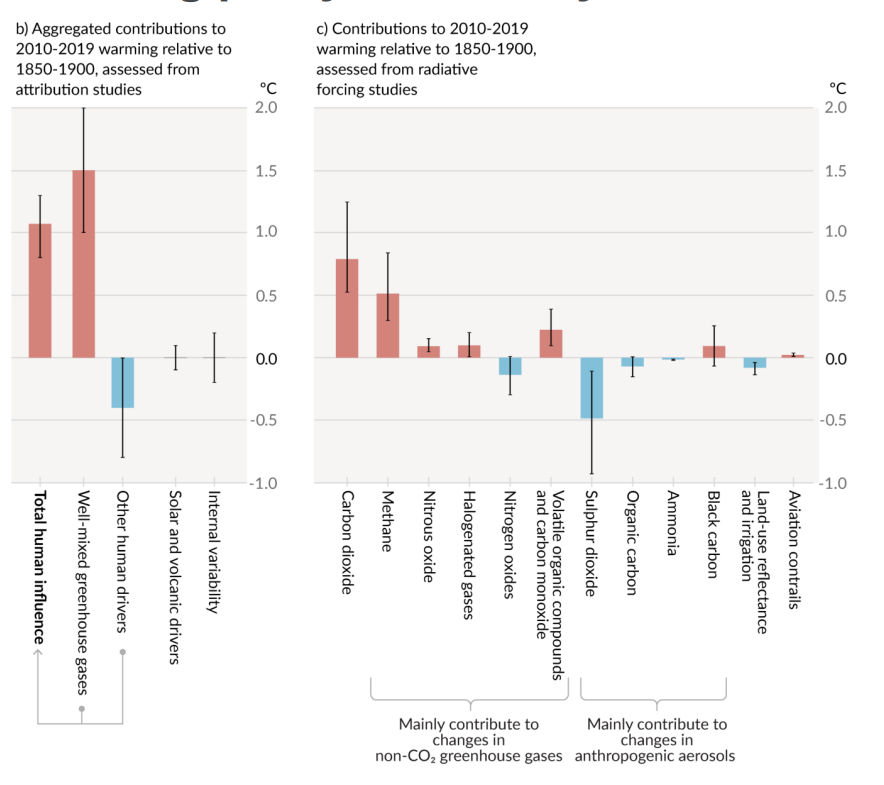 b) Aggregated contributions to
2010-2019 warming relative to
1850-1900, assessed from
attribution studies
°C
2.0
1.5
1.0
0.5
0.0
-0.5
-1.0
Total human influence
Well-mixed greenhouse gases
Other human drivers
Solar and volcanic drivers
Internal variability
c) Contributions to 2010-2019
warming relative to 1850-1900,
assessed from radiative
forcing studies
°C
2.0
1.5
1.0
0.5
0.0
-0.5
-1.0
Carbon dioxide
Methane
Nitrous oxide
Halogenated gases
Nitrogen oxides
Volatile organic compounds
and carbon monoxide
Sulphur dioxide
Organic carbon
Ammonia
Black carbon
Land-use reflectance
and irrigation
Aviation contrails
Mainly contribute to
changes in
non-CO₂ greenhouse gases
Mainly contribute to
changes in
anthropogenic aerosols